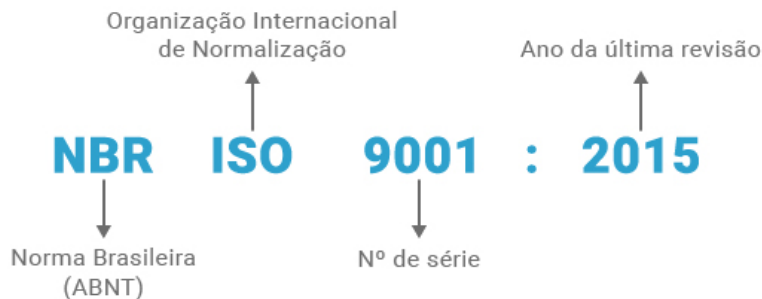 Organização Internacional
de Normalização
Ano da última revisão
NBR ISO 9001 : 2015
Norma Brasileira
(ABNT)
Nº de série